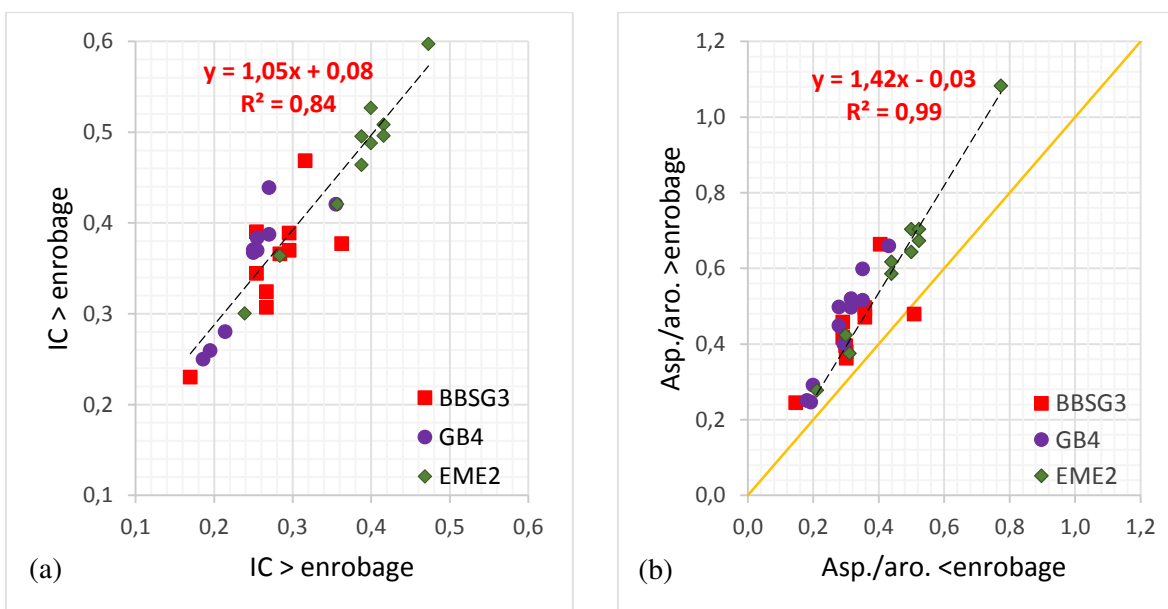 0,6
0,5
0,4
0,3
0,2
0,1
0,1 0,2 0,3 0,4 0,5 0,6
IC > enrobage
IC > enrobage
y = 1,05x + 0,08
R² = 0,84
BBSG3
GB4
EME2
(a)
1,2
1,0
0,8
0,6
0,4
0,2
0,0
0,0 0,2 0,4 0,6 0,8 1,0 1,2
Asp./aro. >enrobage
Asp./aro. <enrobage
y = 1,42x - 0,03
R² = 0,99
BBSG3
GB4
EME2
(b)